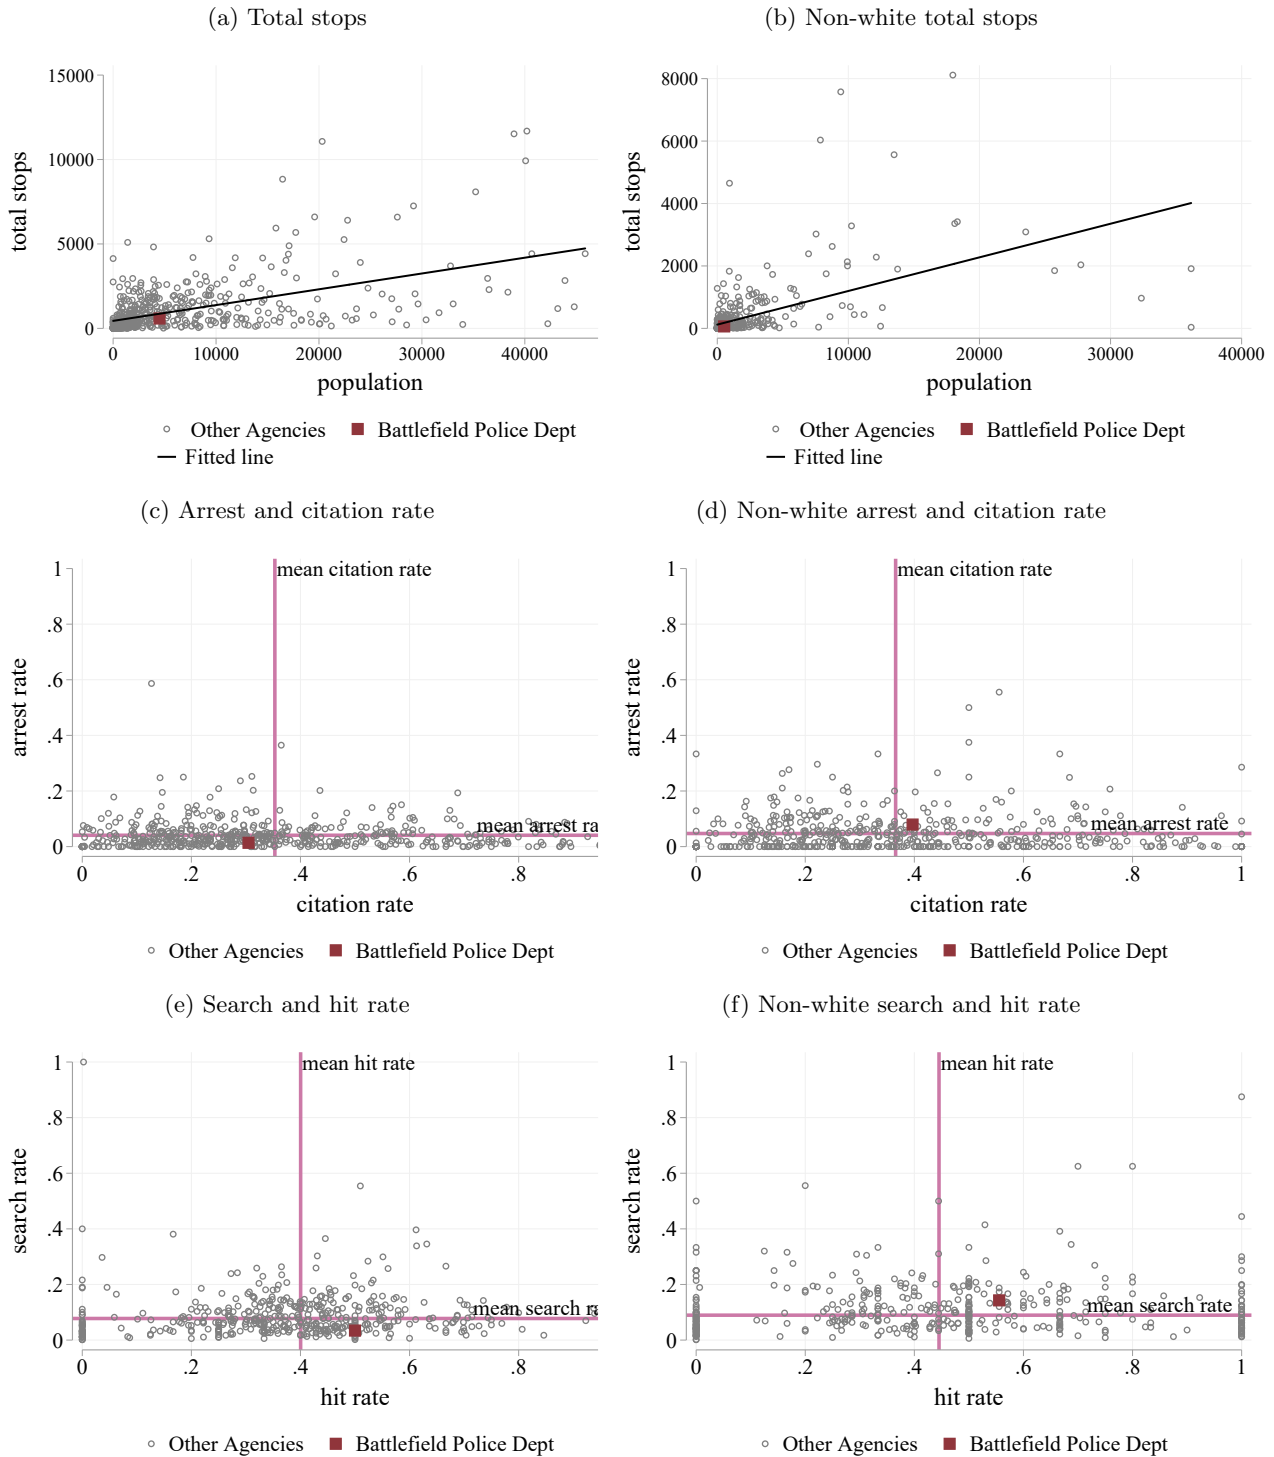 (a) Total stops
(b) Non-white total stops
total stops
15000
10000
5000
0
0 10000 20000 30000 40000
population
Other Agencies Battlefield Police Dept
Fitted line
total stops
8000
6000
4000
2000
0
0 10000 20000 30000 40000
population
Other Agencies Battlefield Police Dept
Fitted line
(c) Arrest and citation rate
(d) Non-white arrest and citation rate
arrest rate
1
.8
.6
.4
.2
0
mean citation rate
mean arrest ra
0 .2 .4 .6 .8
citation rate
Other Agencies Battlefield Police Dept
arrest rate
1
.8
.6
.4
.2
0
mean citation rate
mean arrest rate
0 .2 .4 .6 .8 1
citation rate
Other Agencies Battlefield Police Dept
(e) Search and hit rate
(f) Non-white search and hit rate
search rate
1
.8
.6
.4
.2
0
mean hit rate
mean search ra
0 .2 .4 .6 .8
hit rate
Other Agencies Battlefield Police Dept
search rate
1
.8
.6
.4
.2
0
mean hit rate
mean search rate
0 .2 .4 .6 .8 1
hit rate
Other Agencies Battlefield Police Dept